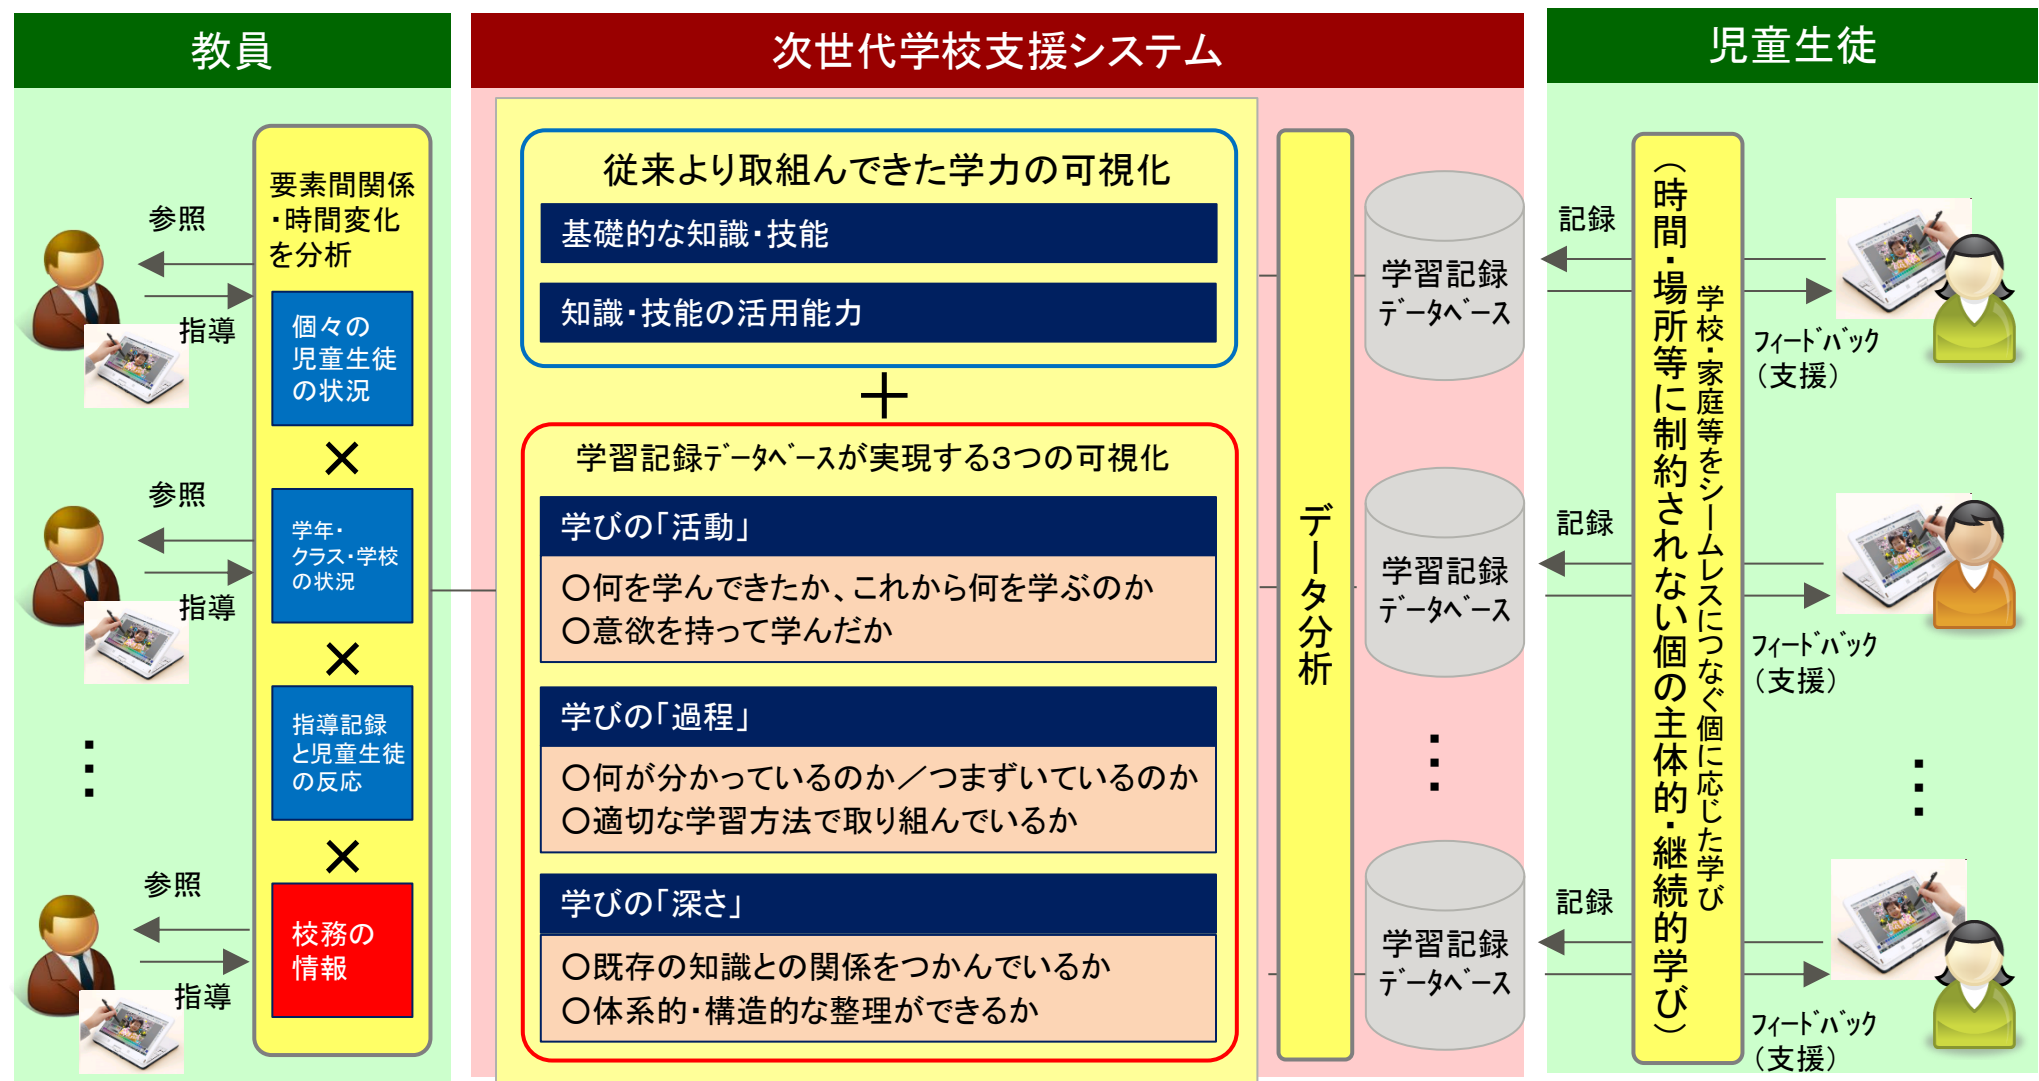 教員
次世代学校支援システム
児童生徒
要素間関係
・時間変化
を分析
参照
指導
個々の
児童生徒
の状況
×
参照
指導
学年・
クラス・学校
の状況
×
指導記録
と児童生徒
の反応
×
参照
指導
校務の
情報
従来より取組んできた学力の可視化
基礎的な知識・技能
知識・技能の活用能力
＋
学習記録ﾃﾞｰﾀﾍﾞｰｽが実現する３つの可視化
学びの「活動」
○何を学んできたか、これから何を学ぶのか
○意欲を持って学んだか
学びの「過程」
○何が分かっているのか／つまずいているのか
○適切な学習方法で取り組んでいるか
学びの「深さ」
○既存の知識との関係をつかんでいるか
○体系的・構造的な整理ができるか
データ分析
学習記録
ﾃﾞｰﾀﾍﾞｰｽ
学習記録
ﾃﾞｰﾀﾍﾞｰｽ
学習記録
ﾃﾞｰﾀﾍﾞｰｽ
記録
ﾌｨｰﾄﾞﾊﾞｯｸ
（支援）
記録
ﾌｨｰﾄﾞﾊﾞｯｸ
（支援）
記録
ﾌｨｰﾄﾞﾊﾞｯｸ
（支援）
学校・家庭等をシームレスにつなぐ個に応じた学び
（時間・場所等に制約されない個の主体的・継続的学び）